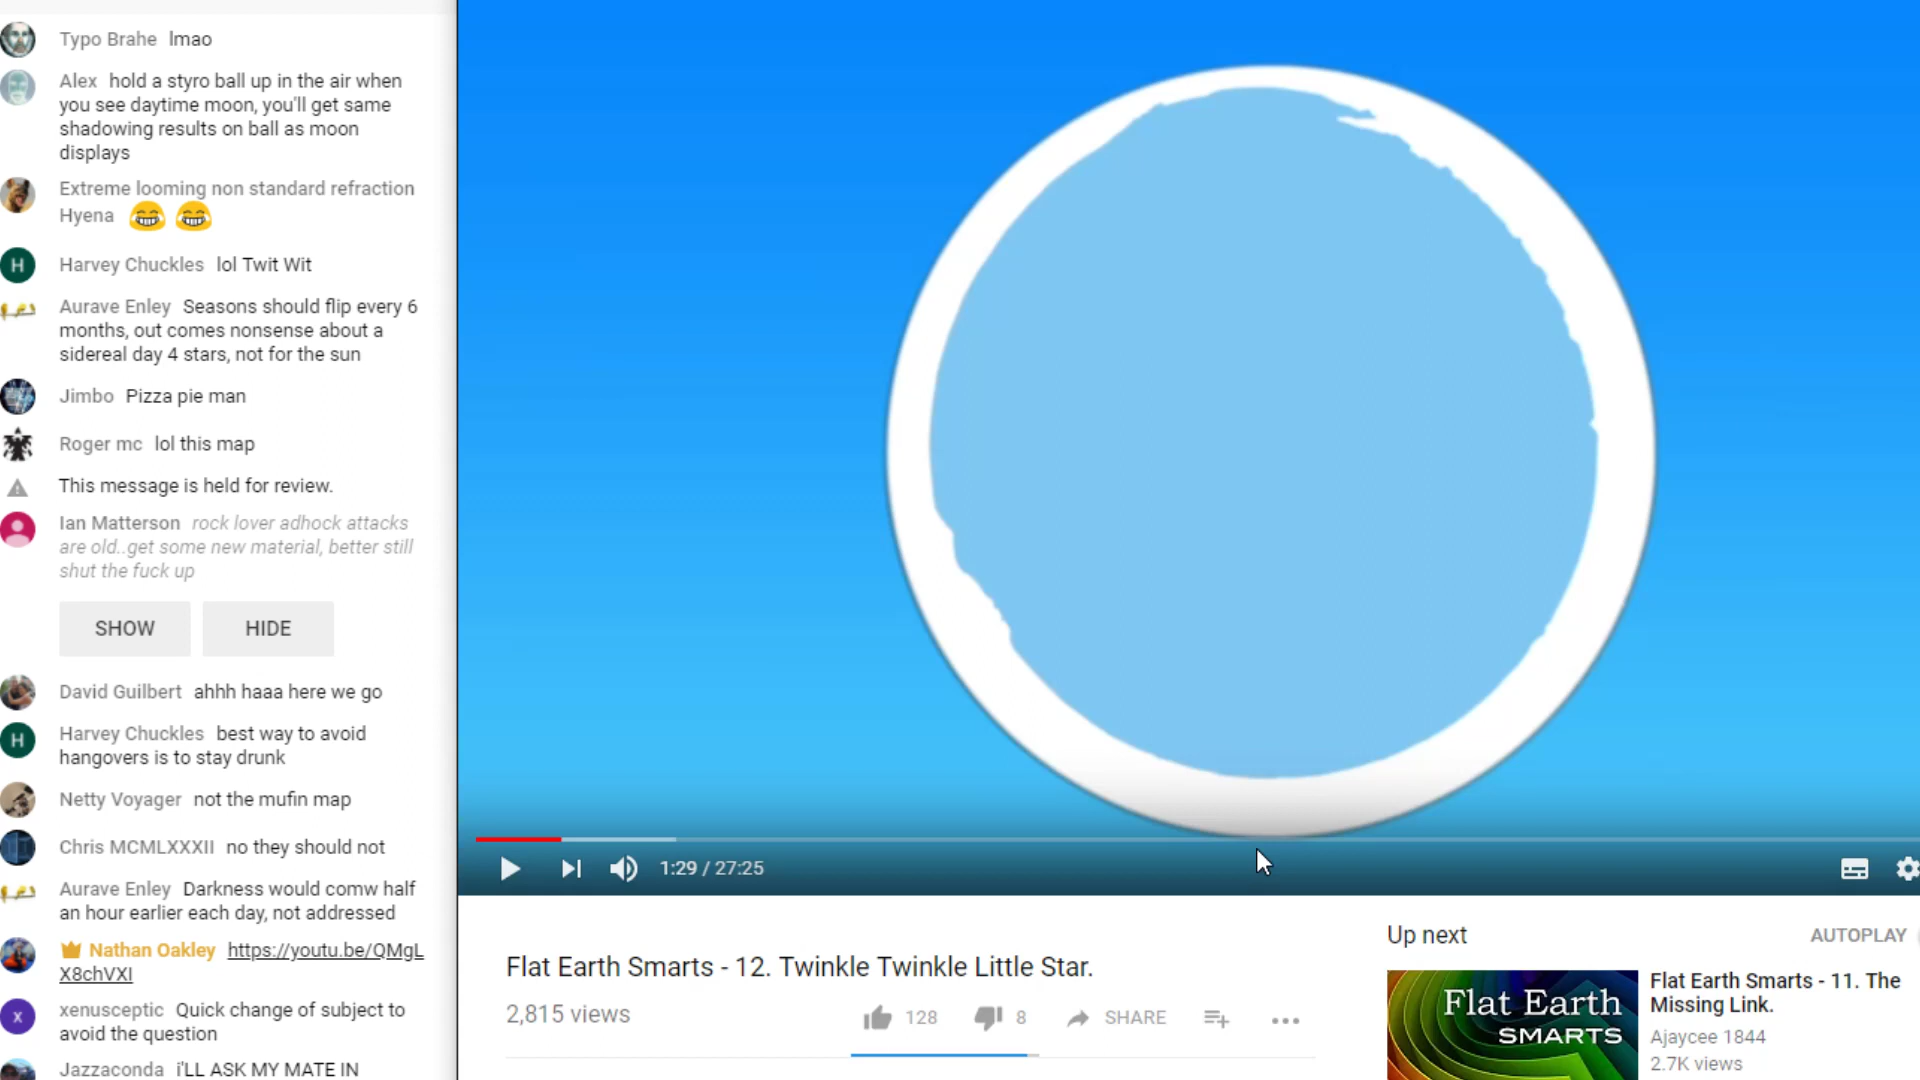 Typo Brahe lmao
Alex hold a styro ball up in the air when
you see daytime moon, you'll get same
shadowing results on ball as moon
displays
Extreme looming non standard refraction
Hyena
H
Harvey Chuckles lol Twit Wit
Aurave Enley Seasons should flip every 6
months, out comes nonsense about a
sidereal day 4 stars, not for the sun
Jimbo Pizza pie man
Roger mc lol this map
This message is held for review.
Ian Matterson rock lover adhock attacks
are old..get some new material, better still
shut the fuck up
SHOW HIDE
David Guilbert ahhh haaa here we go
H
Harvey Chuckles best way to avoid
hangovers is to stay drunk
Netty Voyager not the mufin map
Chris MCMLXXXII no they should not
Aurave Enley Darkness would comw half
an hour earlier each day, not addressed
Nathan Oakley https://youtu.be/QMgL
X8chVXI
X
xenusceptic Quick change of subject to
avoid the question
Jazzaconda i'LL ASK MY MATE IN
1:29 / 27:25
Flat Earth Smarts - 12. Twinkle Twinkle Little Star.
2,815 views
128 8 SHARE
Up next AUTOPLAY
Flat Earth
SMARTS
Flat Earth Smarts - 11. The
Missing Link.
Ajaycee 1844
2.7K views